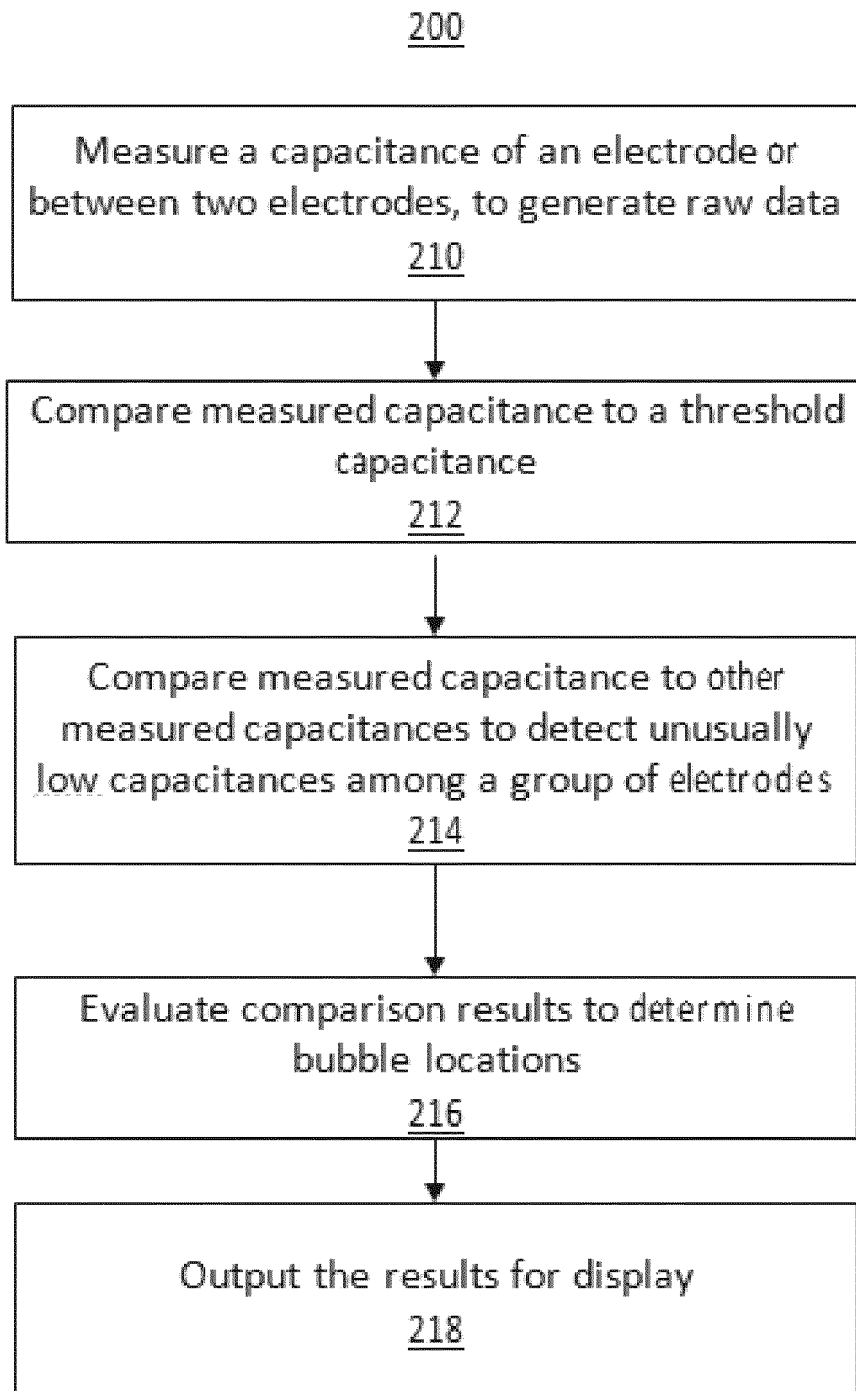 200
Measure a capacitance of an electrode or
between two electrodes, to generate raw data
210
Compare measured capacitance to a threshold
capacitance
212
Compare measured capacitance to other
measured capacitances to detect unusually
low capacitances among a group of electrodes
214
Evaluate comparison results to determine
bubble locations
216
Output the results for display
218